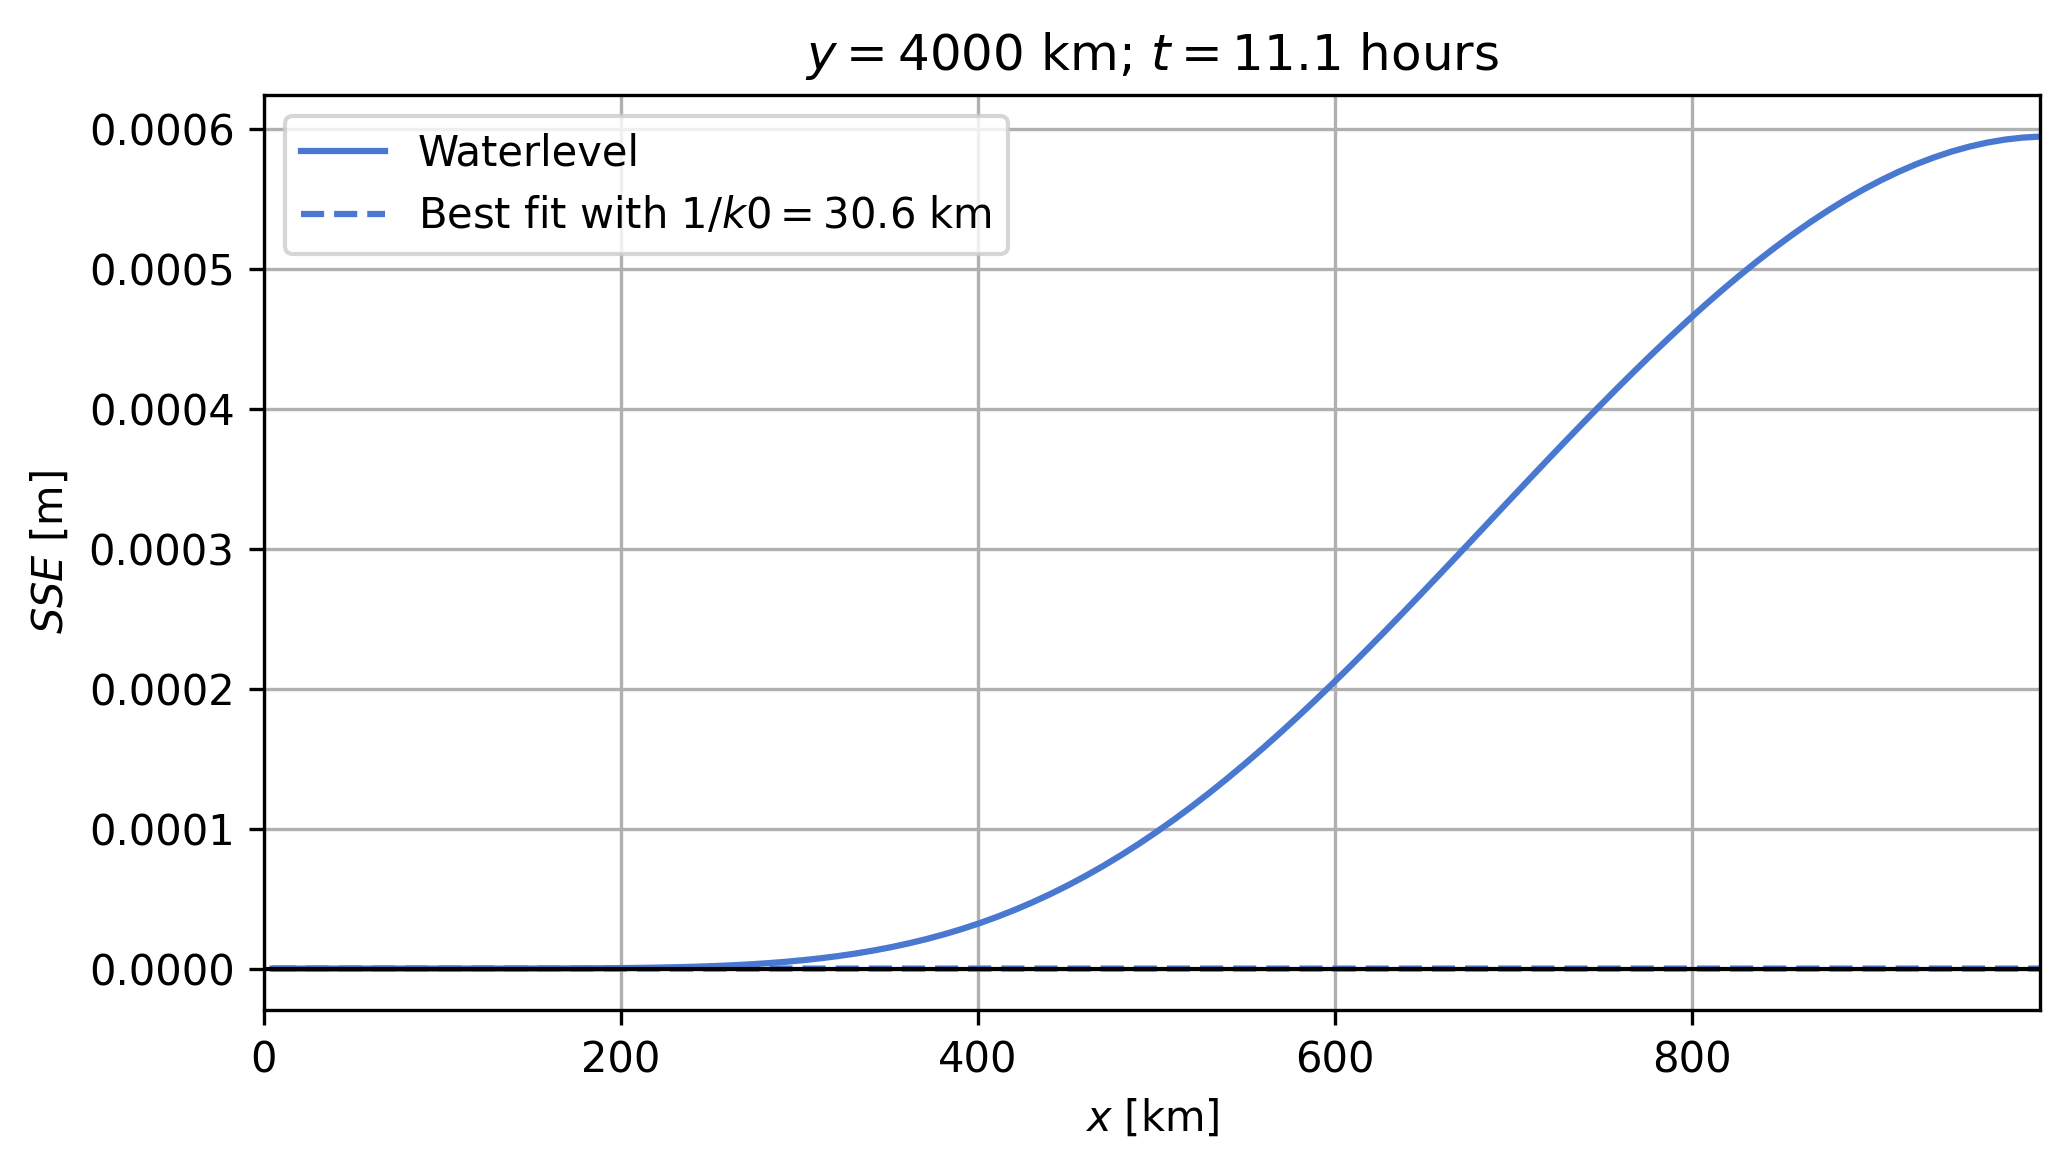 y = 4000 km; t = 11.1 hours
Waterlevel
Best fit with 1/k0 = 30.6 km
0.0006
0.0005
0.0004
0.0003
0.0002
0.0001
0.0000
SSE [m]
0 200 400 600 800
x [km]